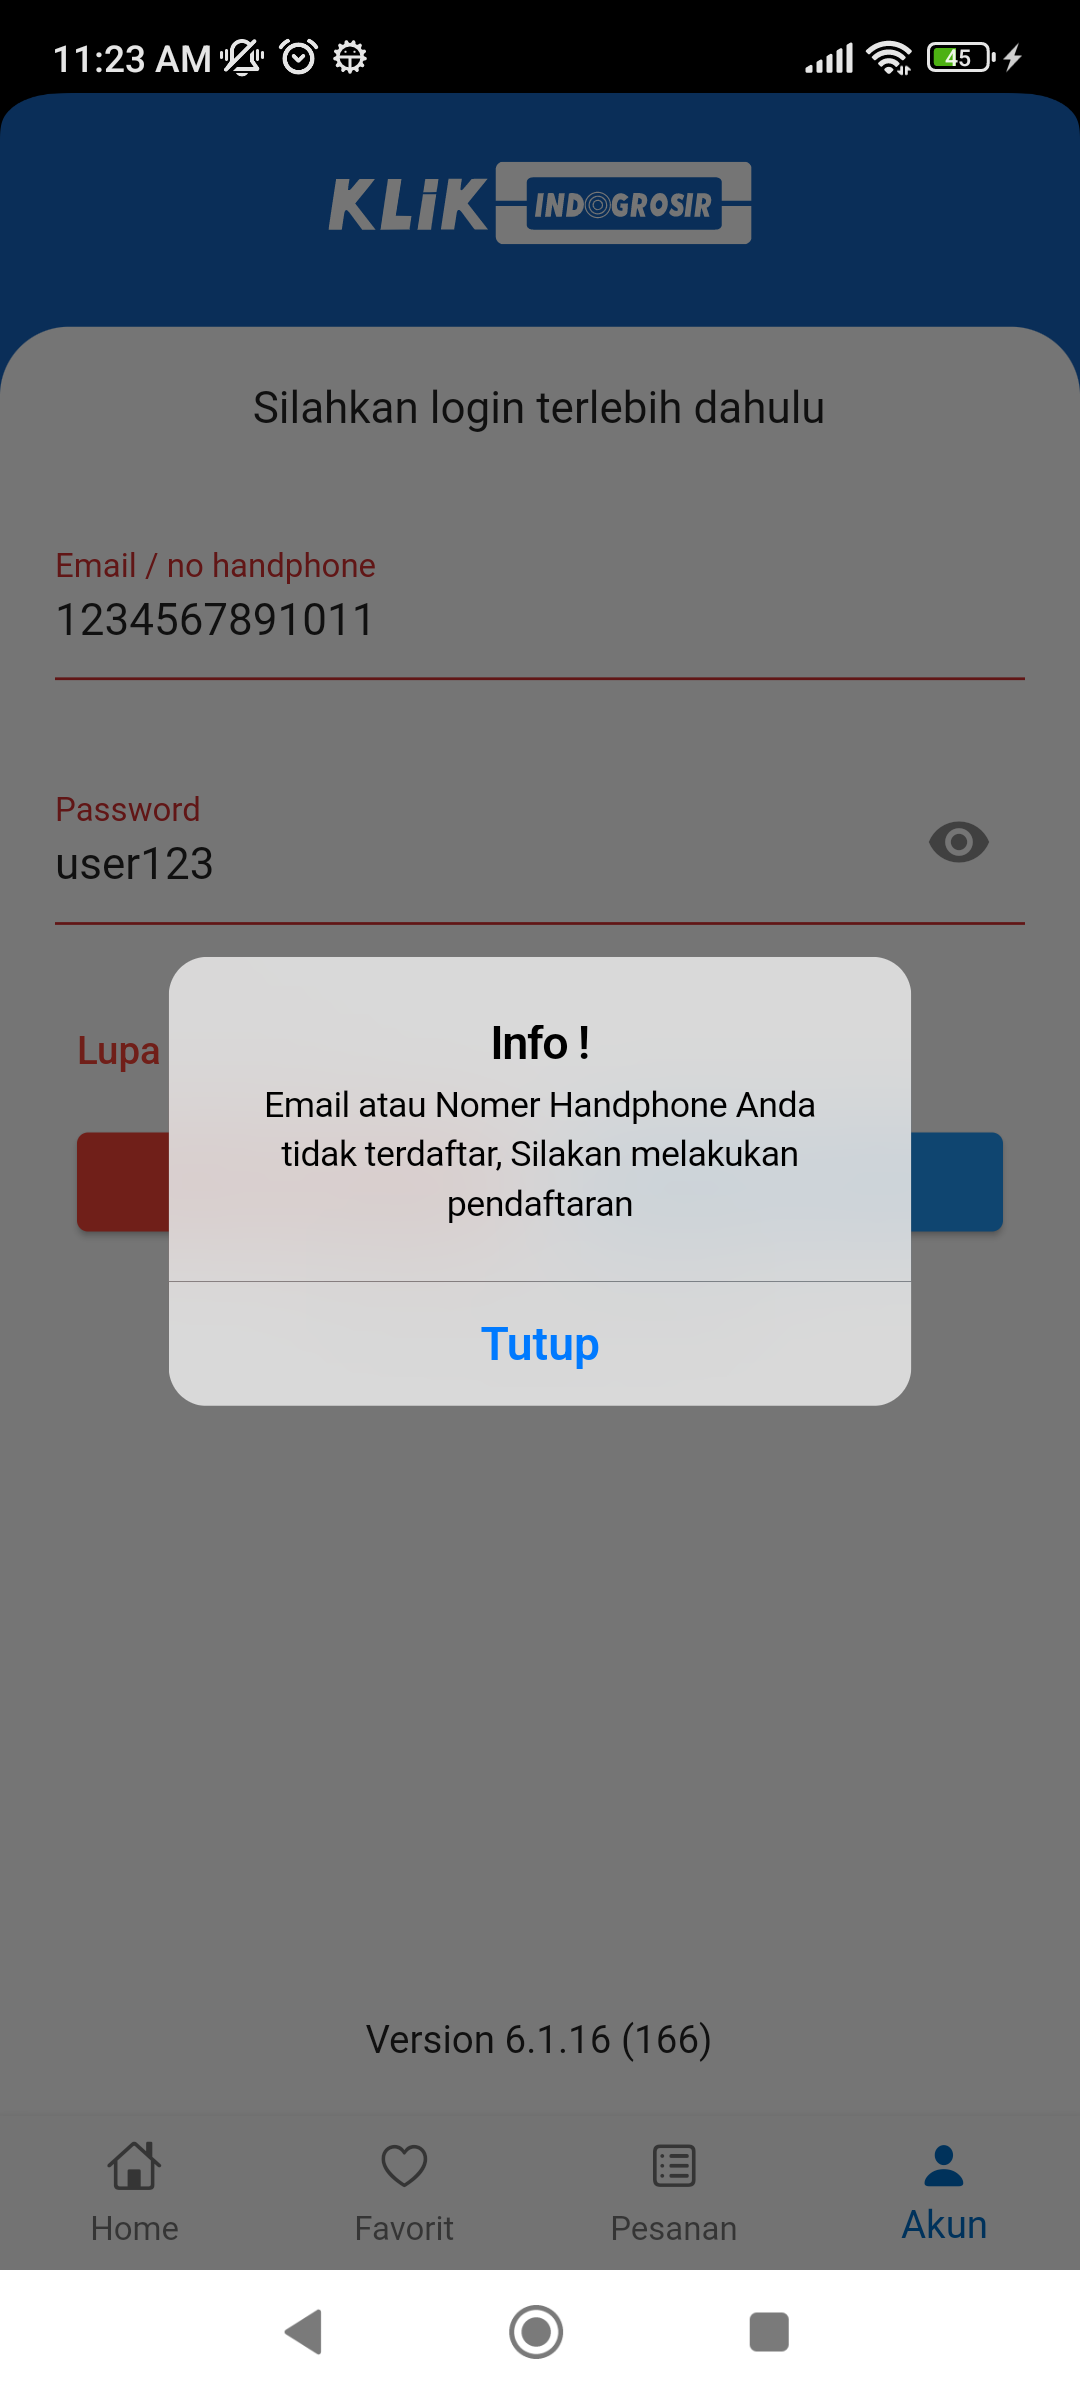 11:23 AM
45
KLiK INDOGROSIR
Silahkan login terlebih dahulu
Email / no handphone
1234567891011
Password
user123
Lupa
Info !
Email atau Nomer Handphone Anda
tidak terdaftar, Silakan melakukan
pendaftaran
Tutup
Version 6.1.16 (166)
Home
Favorit
Pesanan
Akun